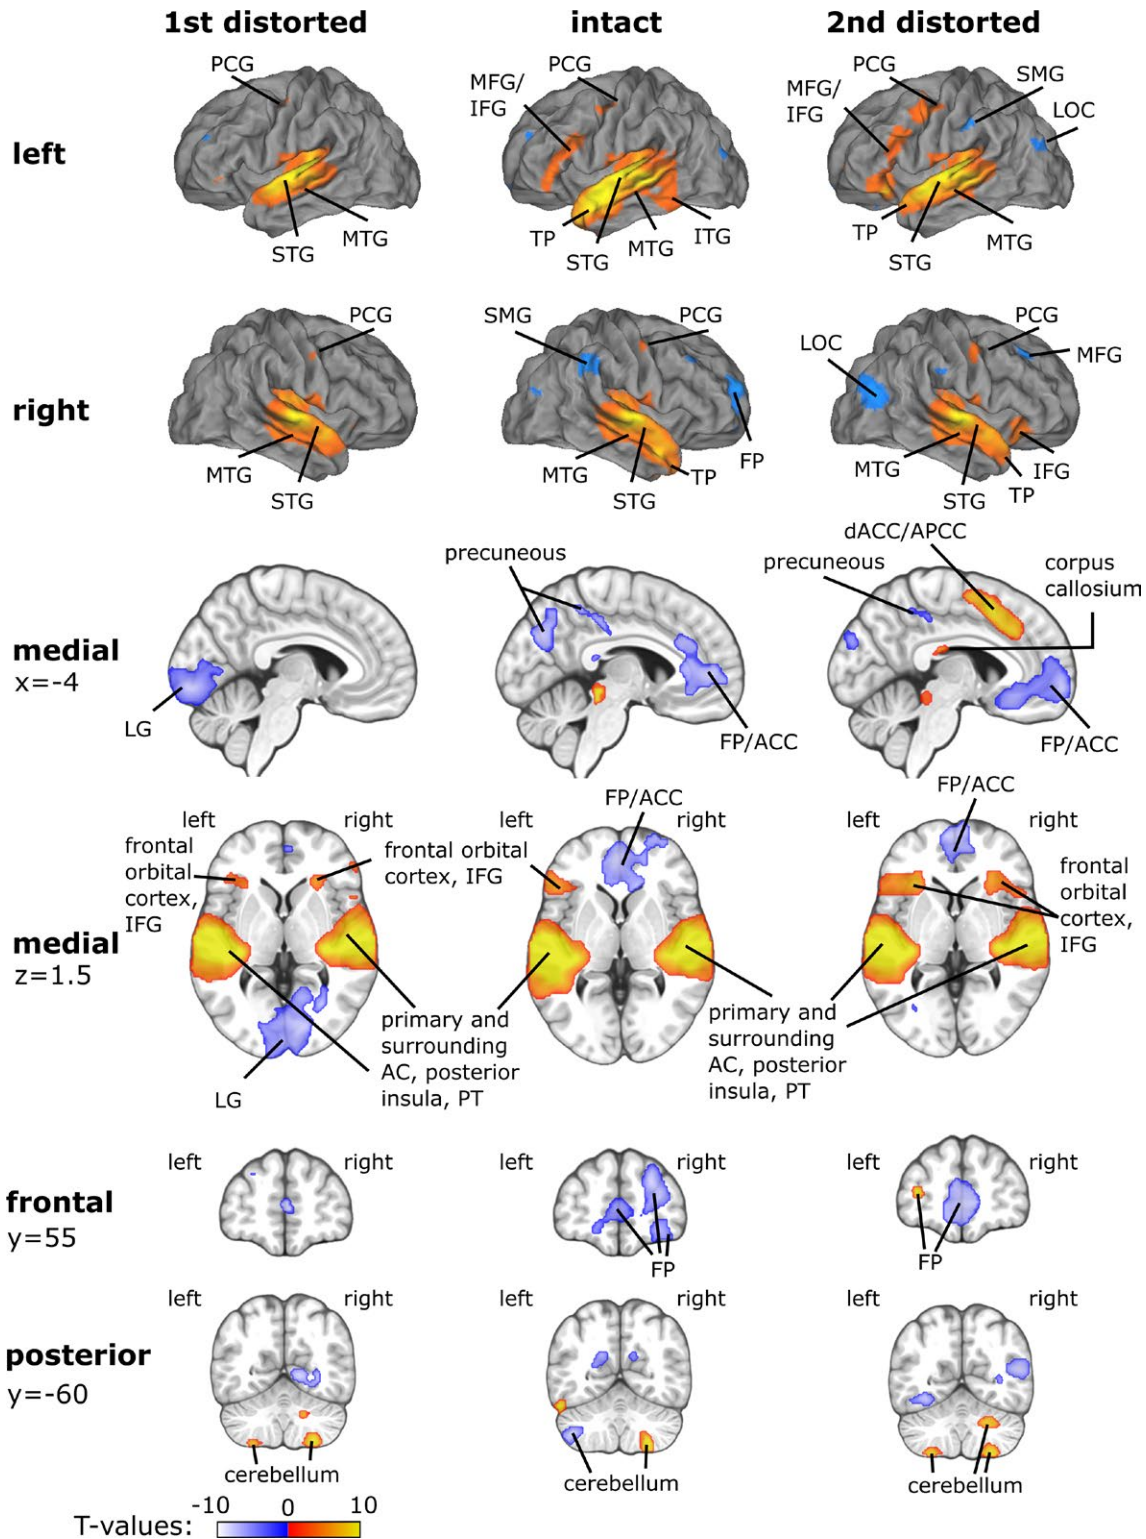 1st distorted
intact
2nd distorted
left
PCG
STG
MTG
MFG/
IFG
PCG
TP
STG
MTG
ITG
MFG/
IFG
PCG
SMG
LOC
TP
STG
MTG
right
PCG
MTG
STG
SMG
PCG
MTG
STG
TP
FP
LOC
PCG
MFG
MTG
STG
TP
IFG
medial
x=-4
LG
precuneous
FP/ACC
dACC/APCC
precuneous
corpus
callosium
FP/ACC
medial
z=1.5
left
right
frontal
orbital
cortex,
IFG
frontal orbital
cortex, IFG
LG
primary and
surrounding
AC, posterior
insula, PT
left
FP/ACC
right
primary and
surrounding
AC, posterior
insula, PT
left
FP/ACC
right
frontal
orbital
cortex,
IFG
frontal
y=55
left
right
left
right
FP
left
right
FP
posterior
y=-60
left
right
cerebellum
left
right
cerebellum
left
right
cerebellum
T-values:
-10 0 10